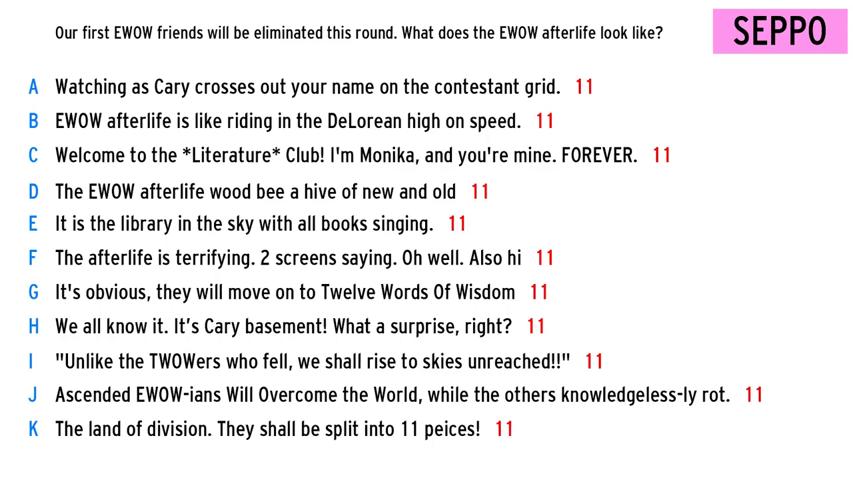 Our first EWOW friends will be eliminated this round. What does the EWOW afterlife look like?
SEPPO
A Watching as Cary crosses out your name on the contestant grid. 11
B EWOW afterlife is like riding in the DeLorean high on speed. 11
C Welcome to the *Literature* Club! I'm Monika, and you're mine. FOREVER. 11
D The EWOW afterlife wood bee a hive of new and old 11
E It is the library in the sky with all books singing. 11
F The afterlife is terrifying. 2 screens saying. Oh well. Also hi 11
G It's obvious, they will move on to Twelve Words Of Wisdom 11
H We all know it. It’s Cary basement! What a surprise, right? 11
I "Unlike the TWOWers who fell, we shall rise to skies unreached!!" 11
J Ascended EWOW-ians Will Overcome the World, while the others knowledgeless-ly rot. 11
K The land of division. They shall be split into 11 peices! 11